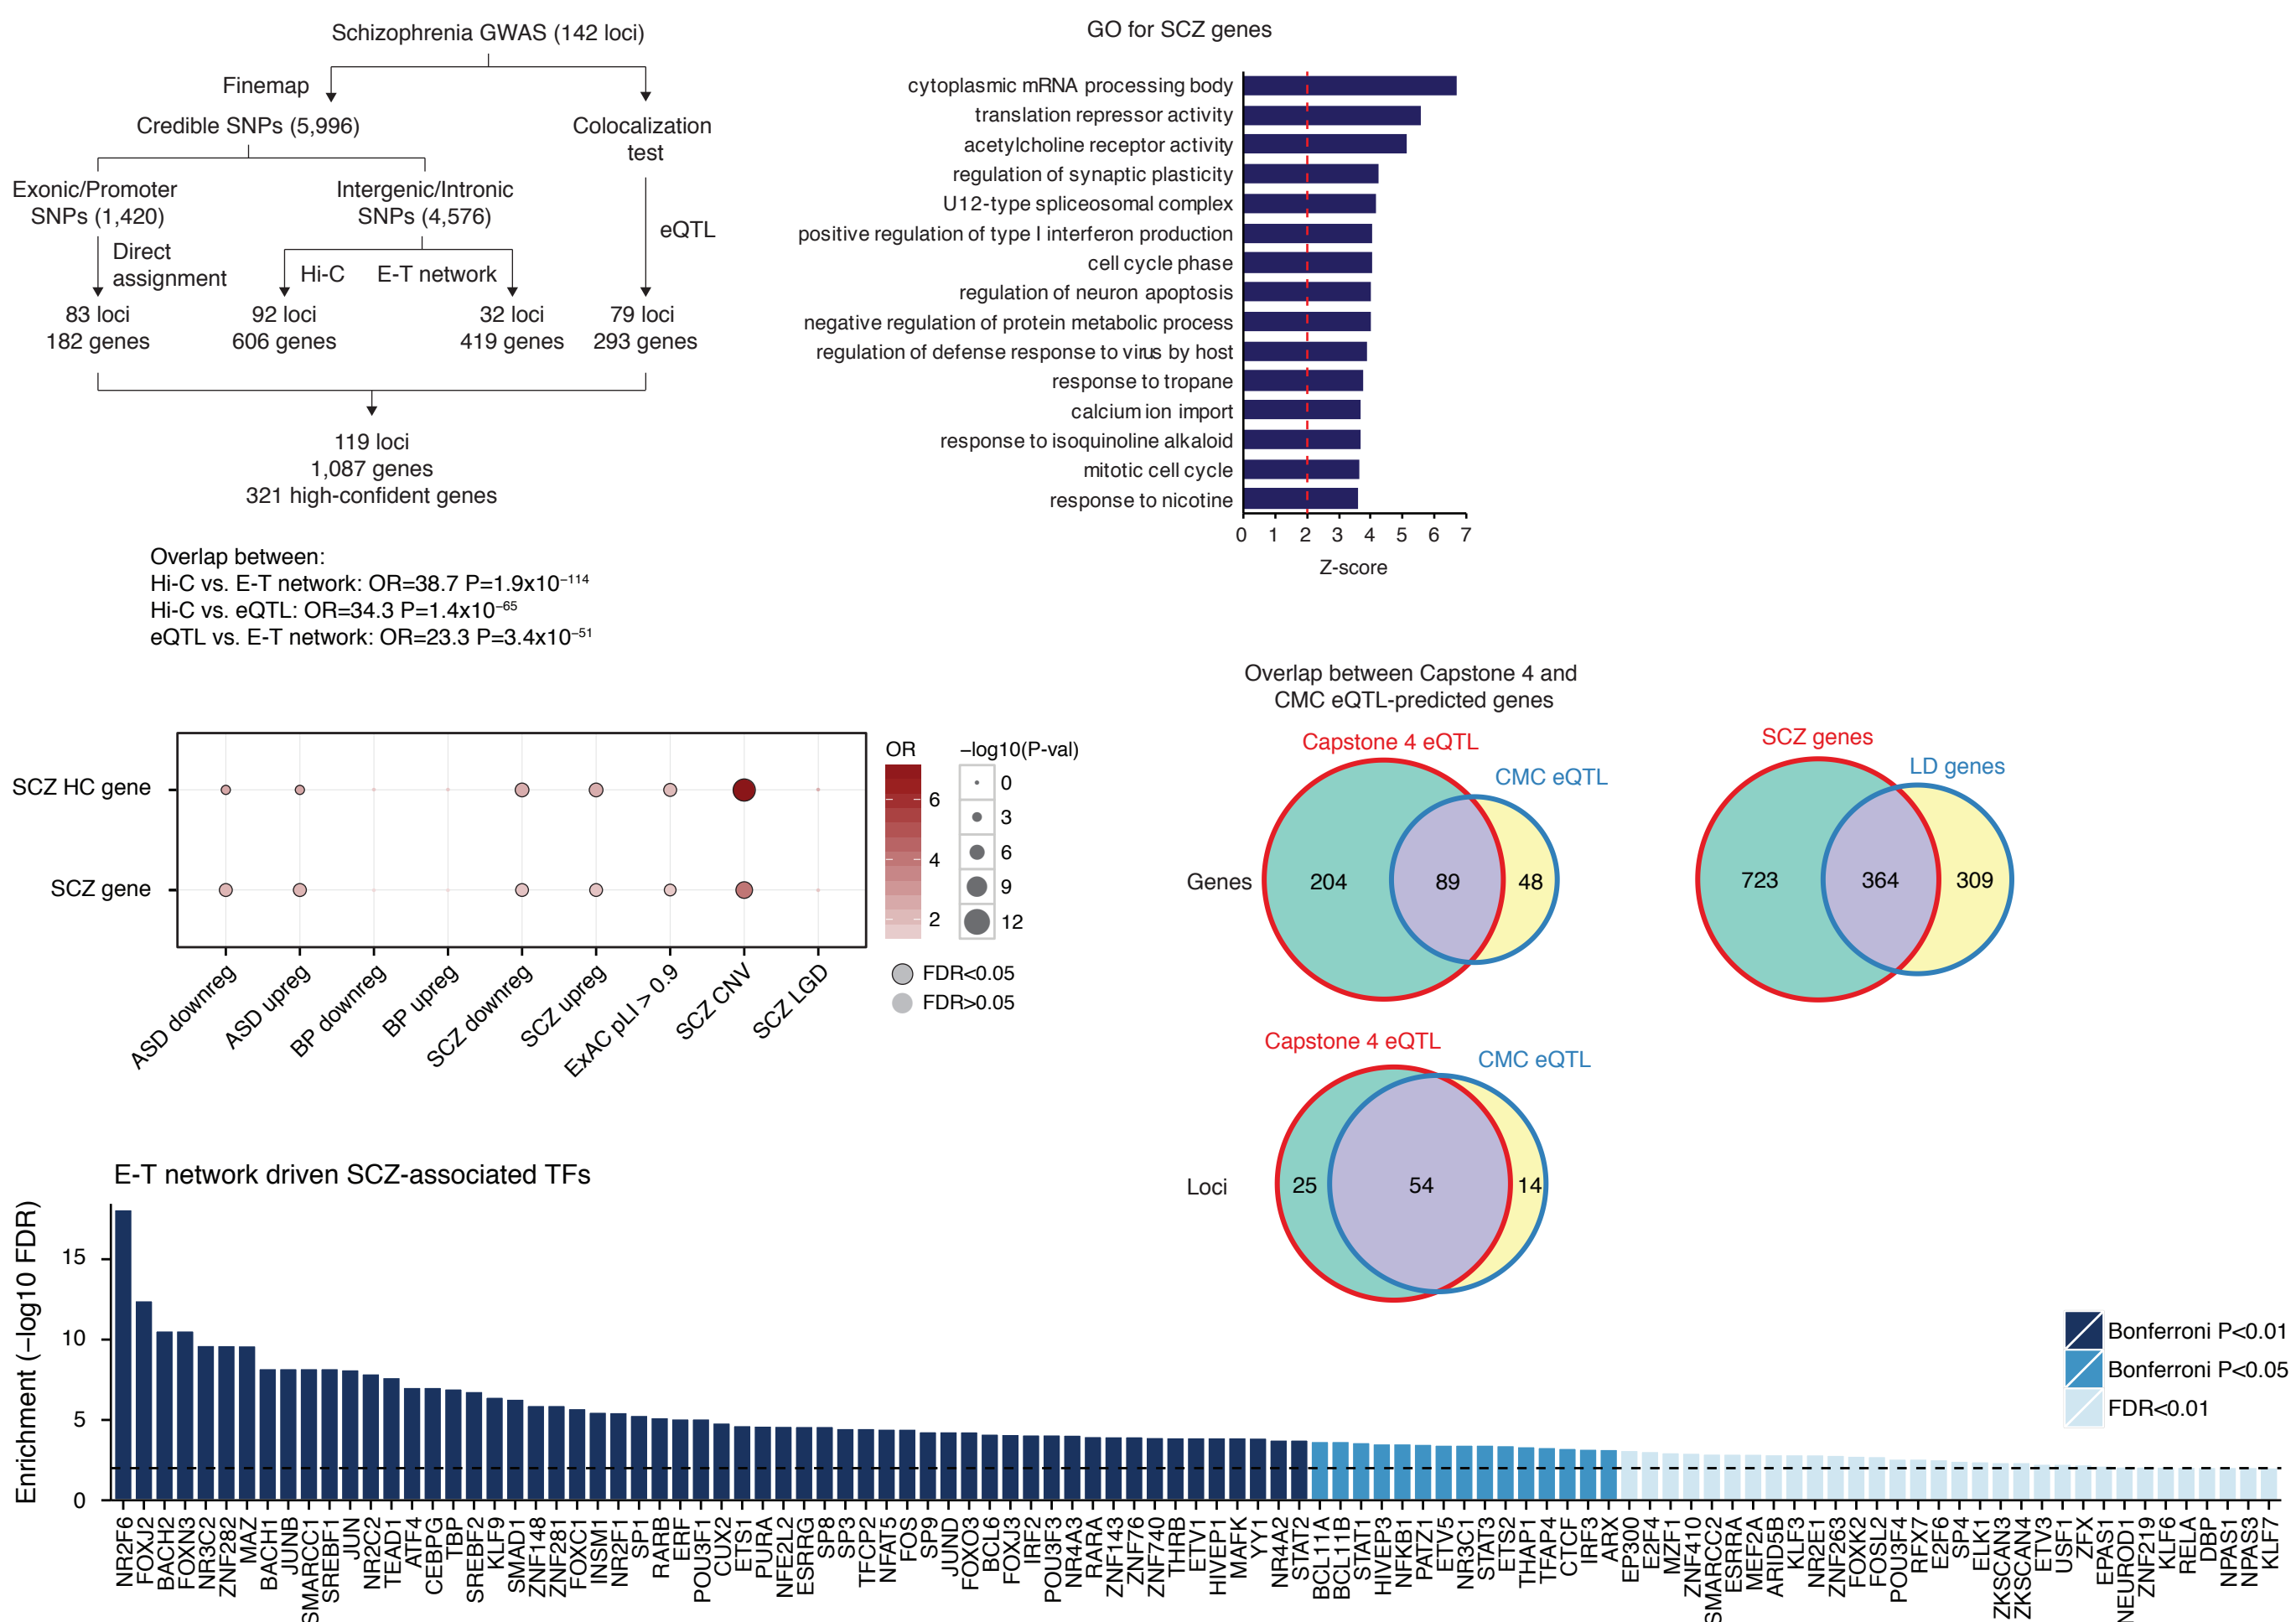 Schizophrenia GWAS (142 loci)
Finemap
Credible SNPs (5,996)
Colocalization
test
Exonic/Promoter
SNPs (1,420)
Intergenic/Intronic
SNPs (4,576)
eQTL
Direct
assignment
Hi-C
E-T network
83 loci
182 genes
92 loci
606 genes
32 loci
419 genes
79 loci
293 genes
119 loci
1,087 genes
321 high-confident genes
Overlap between:
Hi-C vs. E-T network: OR=38.7 P=1.9x10⁻¹¹⁴
Hi-C vs. eQTL: OR=34.3 P=1.4x10⁻⁶⁵
eQTL vs. E-T network: OR=23.3 P=3.4x10⁻⁵¹
GO for SCZ genes
cytoplasmic mRNA processing body
translation repressor activity
acetylcholine receptor activity
regulation of synaptic plasticity
U12-type spliceosomal complex
positive regulation of type I interferon production
cell cycle phase
regulation of neuron apoptosis
negative regulation of protein metabolic process
regulation of defense response to virus by host
response to tropane
calcium ion import
response to isoquinoline alkaloid
mitotic cell cycle
response to nicotine
0 1 2 3 4 5 6 7
Z-score
SCZ HC gene
SCZ gene
ASD downreg
ASD upreg
BP downreg
BP upreg
SCZ downreg
SCZ upreg
ExAC pLI > 0.9
SCZ CNV
SCZ LGD
OR
6
4
2
−log10(P-val)
0
3
6
9
12
FDR<0.05
FDR>0.05
Overlap between Capstone 4 and
CMC eQTL-predicted genes
Capstone 4 eQTL
CMC eQTL
Genes
204 89 48
SCZ genes
LD genes
723 364 309
Capstone 4 eQTL
CMC eQTL
Loci
25 54 14
E-T network driven SCZ-associated TFs
Enrichment (−log10 FDR)
15
10
5
0
NR2F6
FOXJ2
BACH2
FOXN3
NR3C2
ZNF282
MAZ
BACH1
JUNB
SMARCC1
SREBF1
JUN
NR2C2
TEAD1
ATF4
CEBPG
TBP
SREBF2
KLF9
SMAD1
ZNF148
ZNF281
FOXC1
INSM1
NR2F1
SP1
RARB
ERF
POU3F1
CUX2
ETS1
PURA
NFE2L2
ESRRG
SP8
SP3
TFCP2
NFAT5
FOS
SP9
JUND
FOXO3
BCL6
FOXJ3
IRF2
POU3F3
NR4A3
RARA
ZNF143
ZNF76
ZNF740
THRB
ETV1
HIVEP1
MAFK
YY1
NR4A2
STAT2
BCL11A
BCL11B
STAT1
HIVEP3
NFKB1
PATZ1
ETV5
NR3C1
STAT3
ETS2
THAP1
TFAP4
CTCF
IRF3
ARX
EP300
E2F4
MZF1
ZNF410
SMARCC2
ESRRA
MEF2A
ARID5B
KLF3
NR2E1
ZNF263
FOXK2
FOSL2
POU3F4
RFX7
E2F6
SP4
ELK1
ZKSCAN3
ZKSCAN4
ETV3
USF1
ZFX
EPAS1
NEUROD1
ZNF219
KLF6
RELA
DBP
NPAS1
NPAS3
KLF7
Bonferroni P<0.01
Bonferroni P<0.05
FDR<0.01